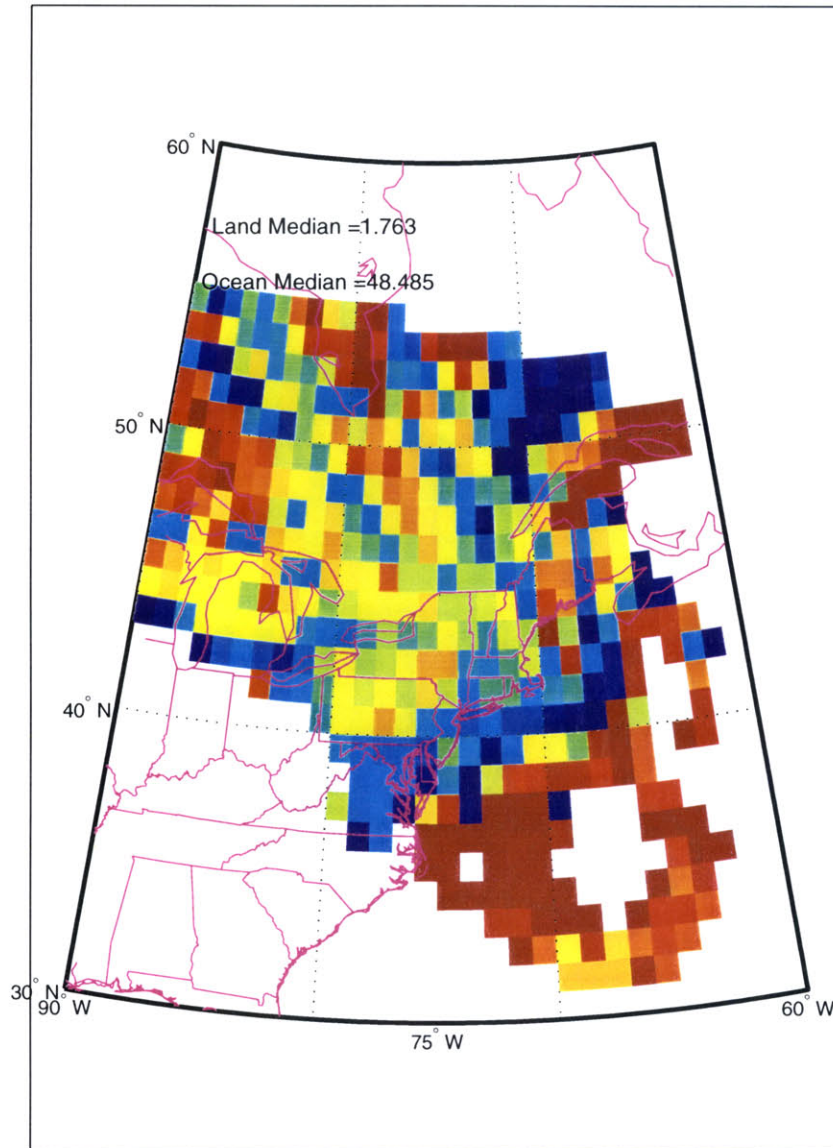 60° N
Land Median =1.763
Ocean Median =48.485
50° N
40° N
30° N
90° W
60° W
75° W